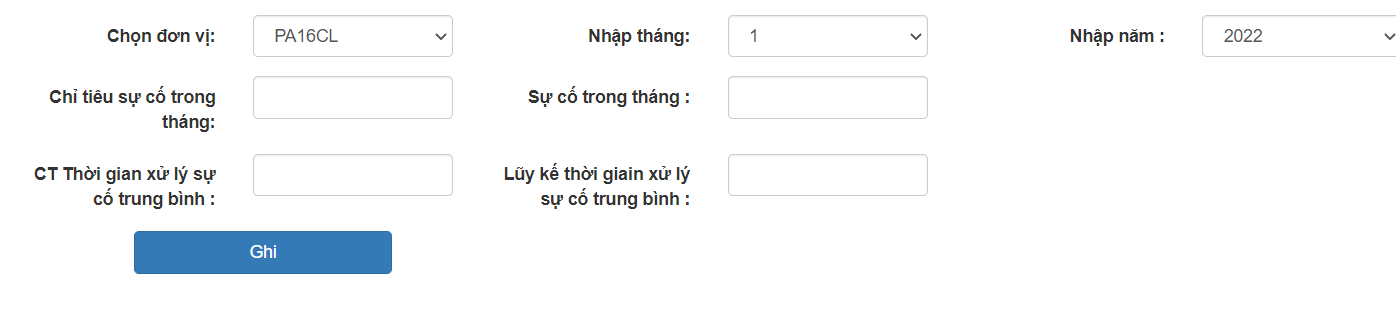 Chọn đơn vị: PA16CL Nhập tháng: 1 Nhập năm : 2022
Chỉ tiêu sự cố trong
tháng:
Sự cố trong tháng :
CT Thời gian xử lý sự
cố trung bình :
Lũy kế thời giain xử lý
sự cố trung bình :
Ghi